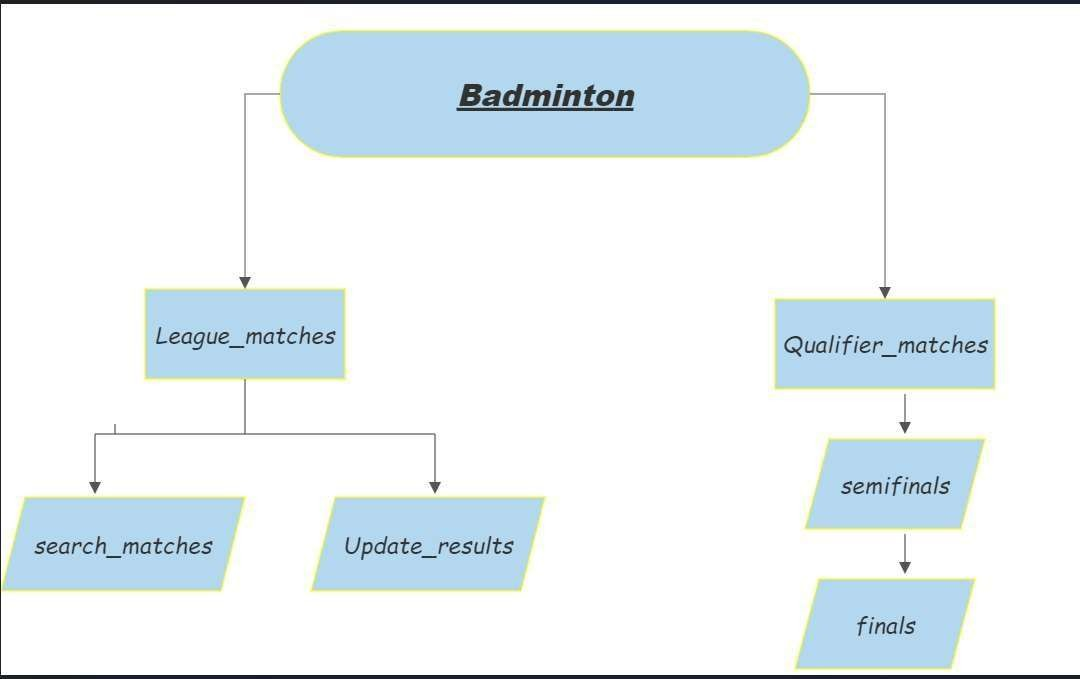 Badminton
League_matches
Qualifier_matches
semifinals
search_matches
Update_results
finals